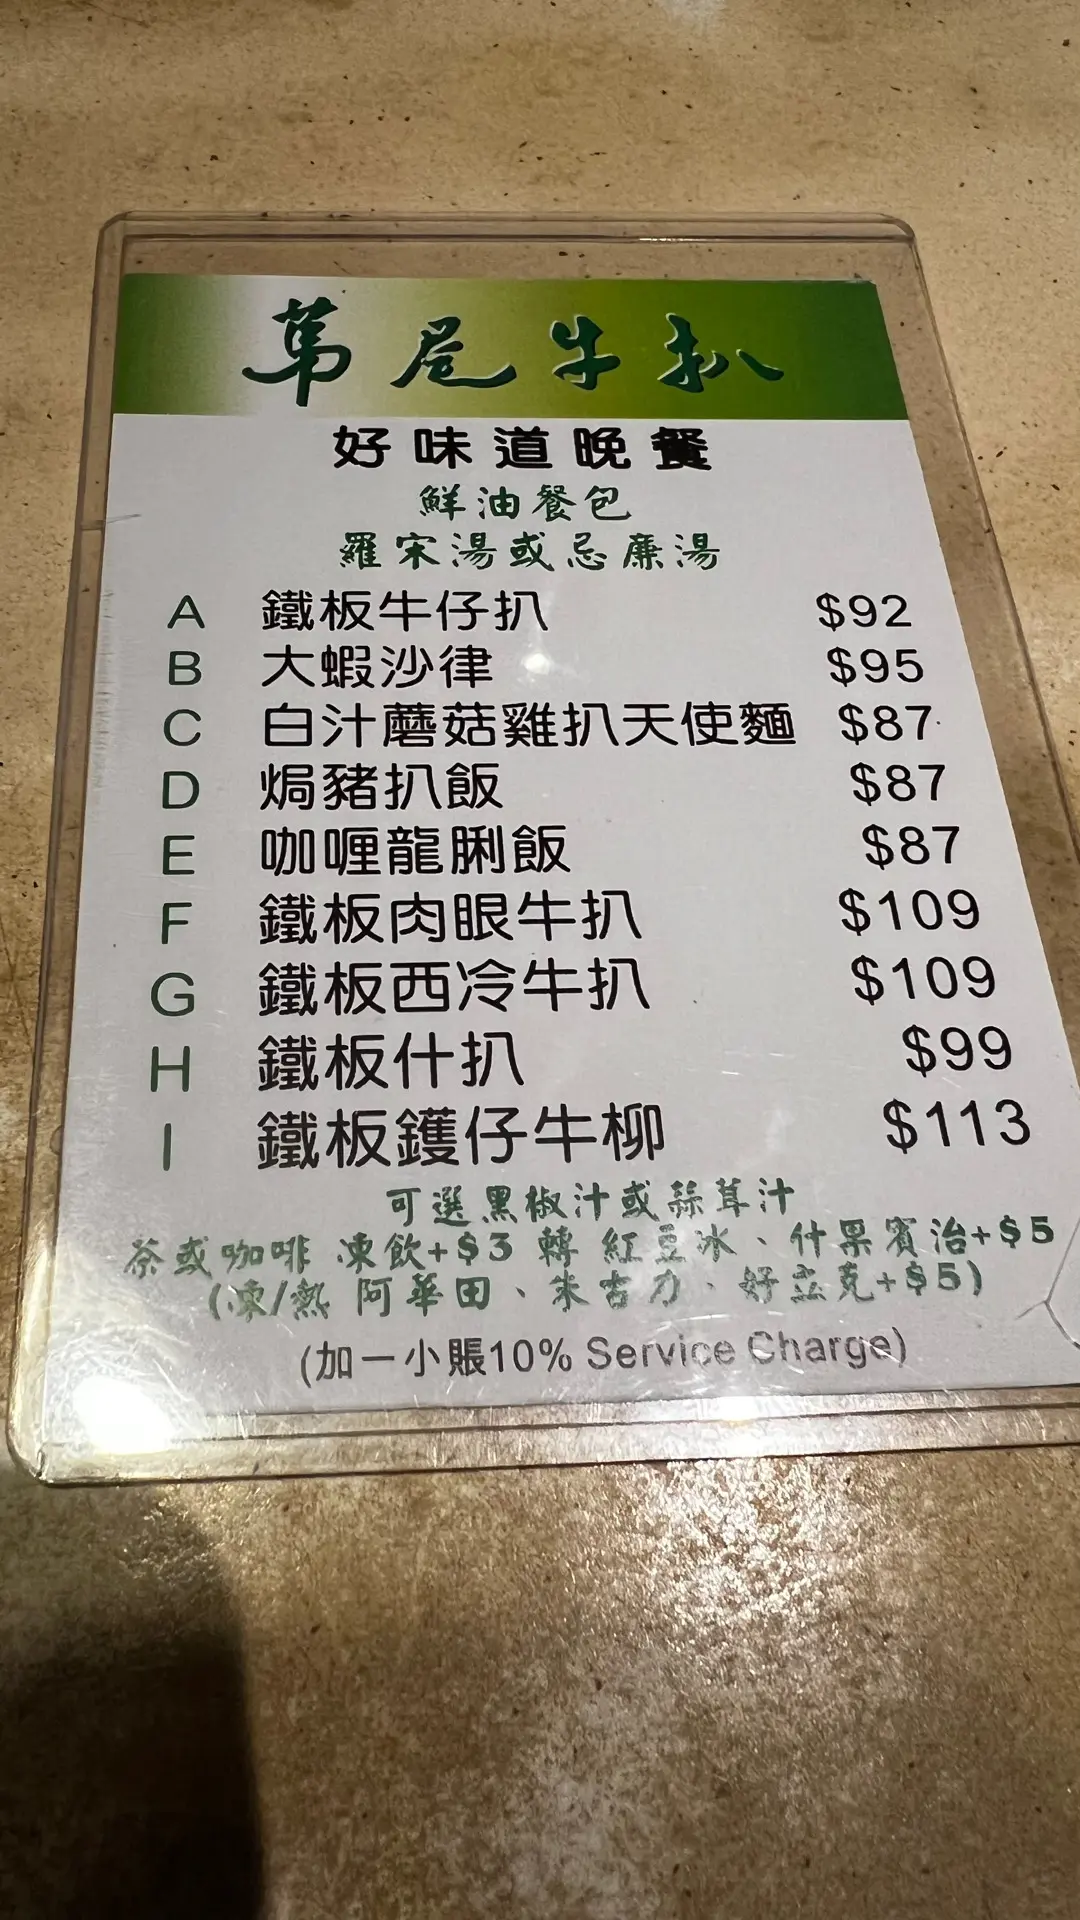 第尾牛扒
好味道晚餐
鮮油餐包
羅宋湯或忌廉湯
A 鐵板牛仔扒 $92
B 大蝦沙律 $95
C 白汁蘑菇雞扒天使麵 $87
D 焗豬扒飯 $87
E 咖喱龍脷飯 $87
F 鐵板肉眼牛扒 $109
G 鐵板西冷牛扒 $109
H 鐵板什扒 $99
I 鐵板鑊仔牛柳 $113
可選黑椒汁或蒜茸汁
茶或咖啡 凍飲+$3 轉 紅豆冰、什果賓治+$5
(凍/熱 阿華田、朱古力、好立克+$5)
(加一小賬10% Service Charge)